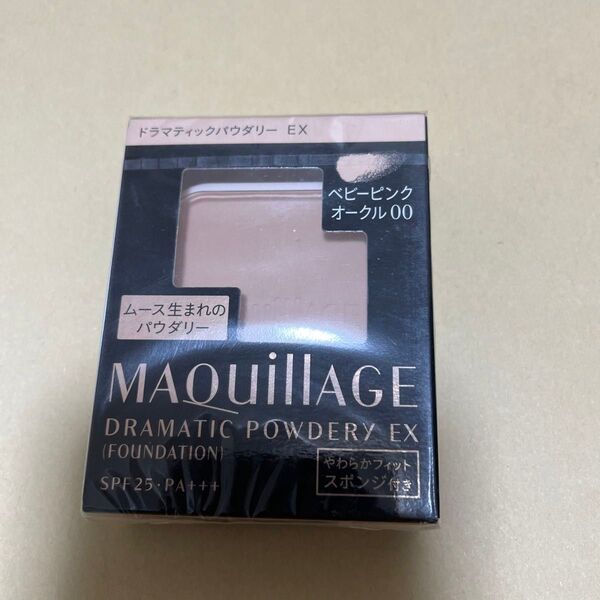 ドラマティックパウダリー EX
ベビーピンク
オークル00
ムース生まれの
パウダリー
MAQuillAGE
DRAMATIC POWDERY EX
(FOUNDATION)
SPF25・PA+++
やわらかフィット
スポンジ付き